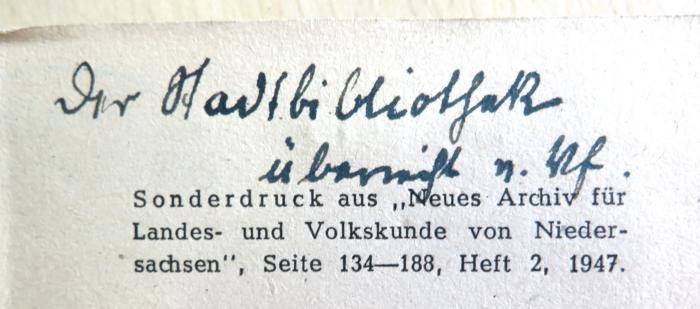 Der Stadtbibliothek
überreicht v. Vf.
Sonderdruck aus „Neues Archiv für
Landes- und Volkskunde von Nieder-
sachsen", Seite 134—188, Heft 2, 1947.